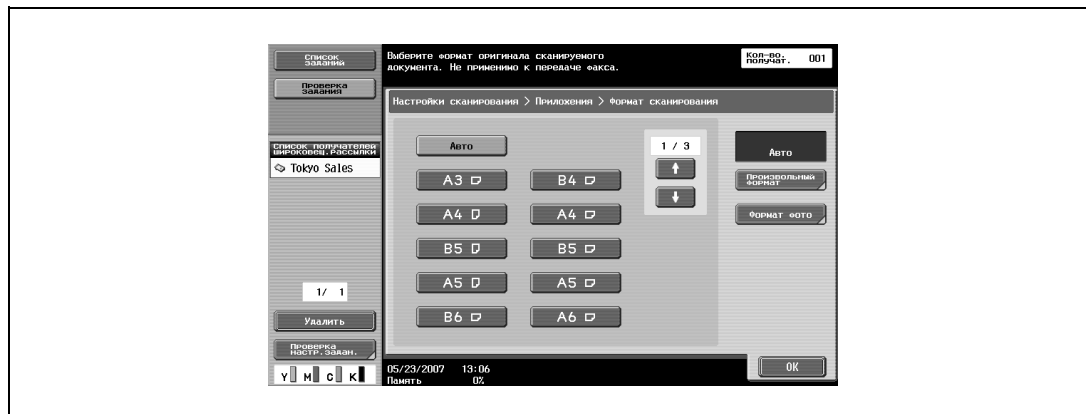 Список
заданий
Проверка
задания
Список получателей
широковещ.рассылки
Tokyo Sales
1/ 1
Удалить
Проверка
настр.задан.
Y M C K
Выберите формат оригинала сканируемого
документа. Не применимо к передаче факса.
Кол-во.
получат. 001
Настройки сканирования > Приложения > Формат сканирования
Авто
1 / 3
A3 B4
A4 A4
B5 B5
A5 A5
B6 A6
Авто
Произвольный
формат
Формат фото
05/23/2007 13:06
Память 0%
OK